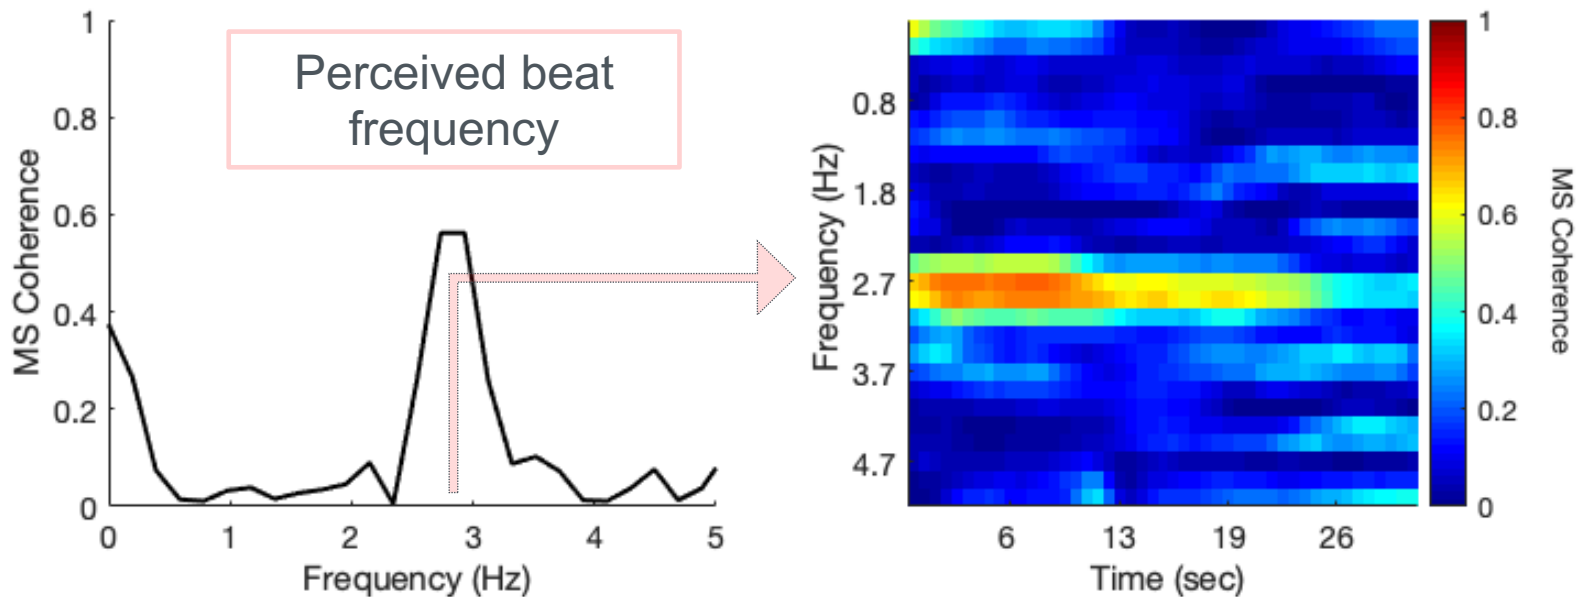 Perceived beat
frequency
MS Coherence
1
0.8
0.6
0.4
0.2
0
0 1 2 3 4 5
Frequency (Hz)
Frequency (Hz)
0.8
1.8
2.7
3.7
4.7
6 13 19 26
Time (sec)
1
0.8
0.6
0.4
0.2
0
MS Coherence